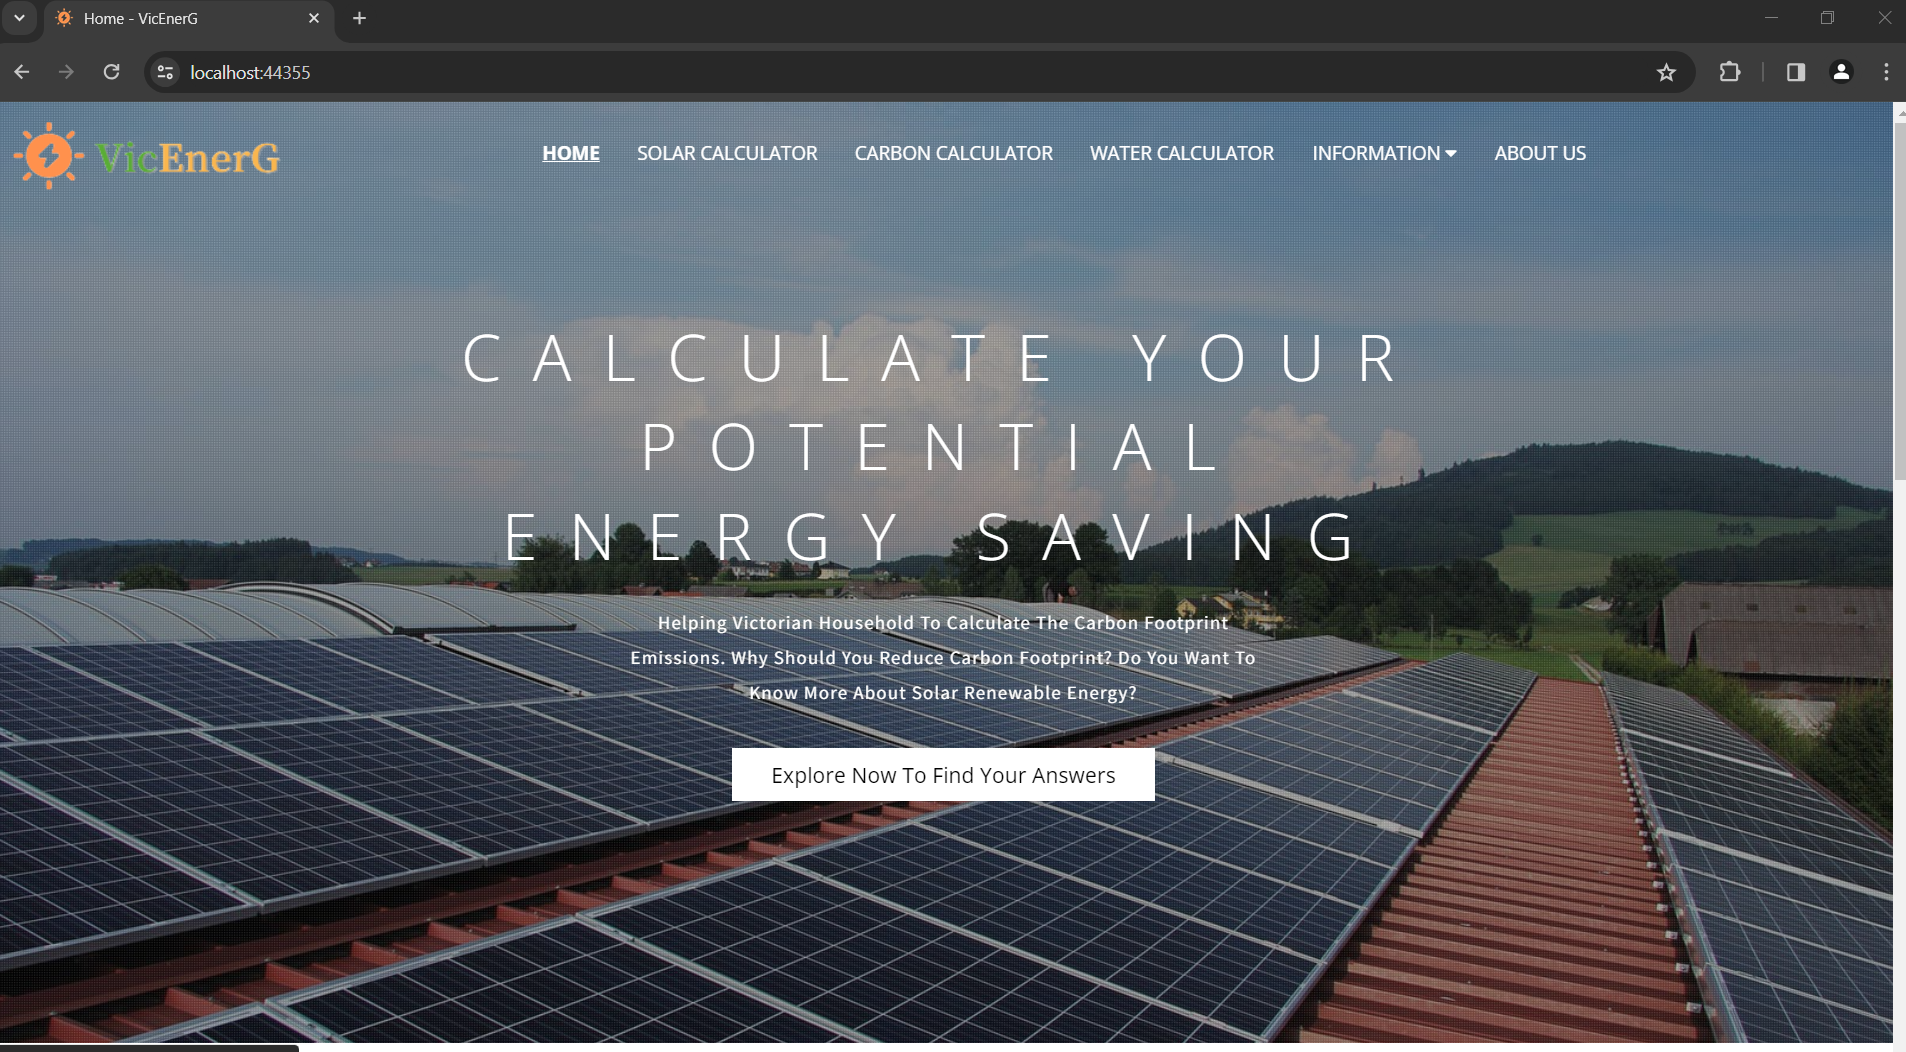 Home - VicEnerG
localhost:44355
VicEnerG
HOME SOLAR CALCULATOR CARBON CALCULATOR WATER CALCULATOR INFORMATION ABOUT US
CALCULATE YOUR
POTENTIAL
ENERGY SAVING
Helping Victorian Household To Calculate The Carbon Footprint
Emissions. Why Should You Reduce Carbon Footprint? Do You Want To
Know More About Solar Renewable Energy?
Explore Now To Find Your Answers